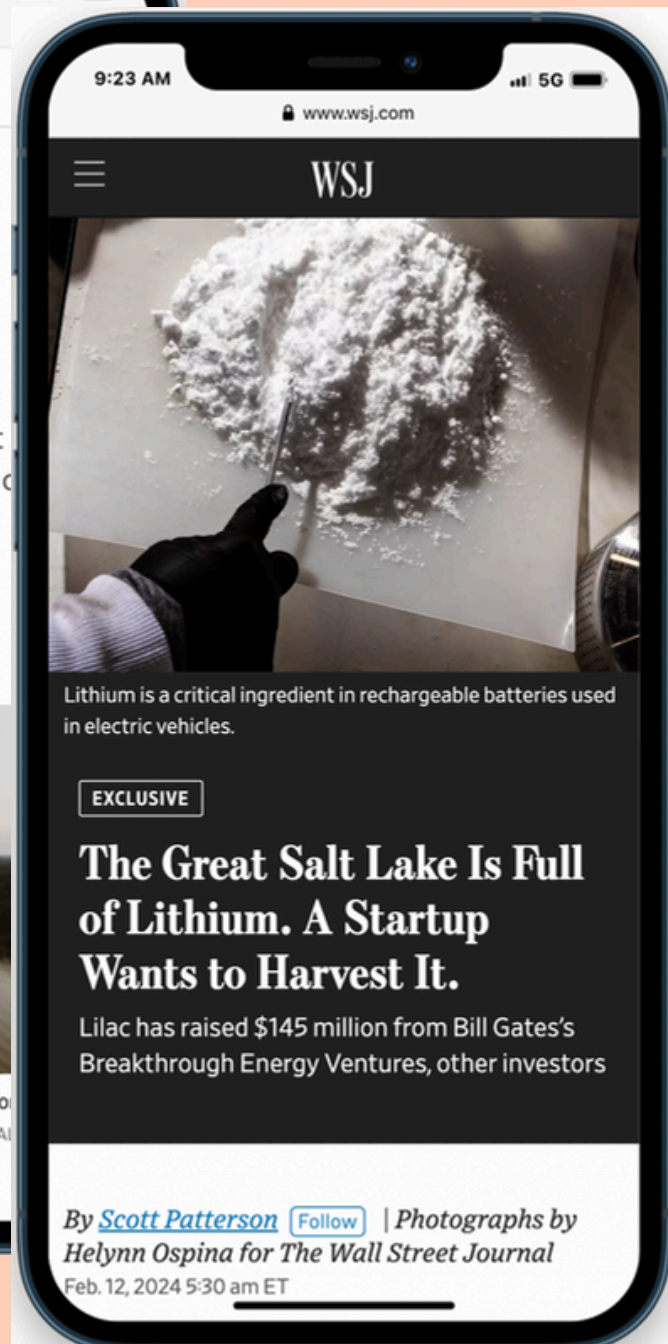 9:23 AM
5G
www.wsj.com
WSJ
Lithium is a critical ingredient in rechargeable batteries used
in electric vehicles.
EXCLUSIVE
The Great Salt Lake Is Full
of Lithium. A Startup
Wants to Harvest It.
Lilac has raised $145 million from Bill Gates's
Breakthrough Energy Ventures, other investors
By Scott Patterson Follow | Photographs by
Helynn Ospina for The Wall Street Journal
Feb. 12, 2024 5:30 am ET